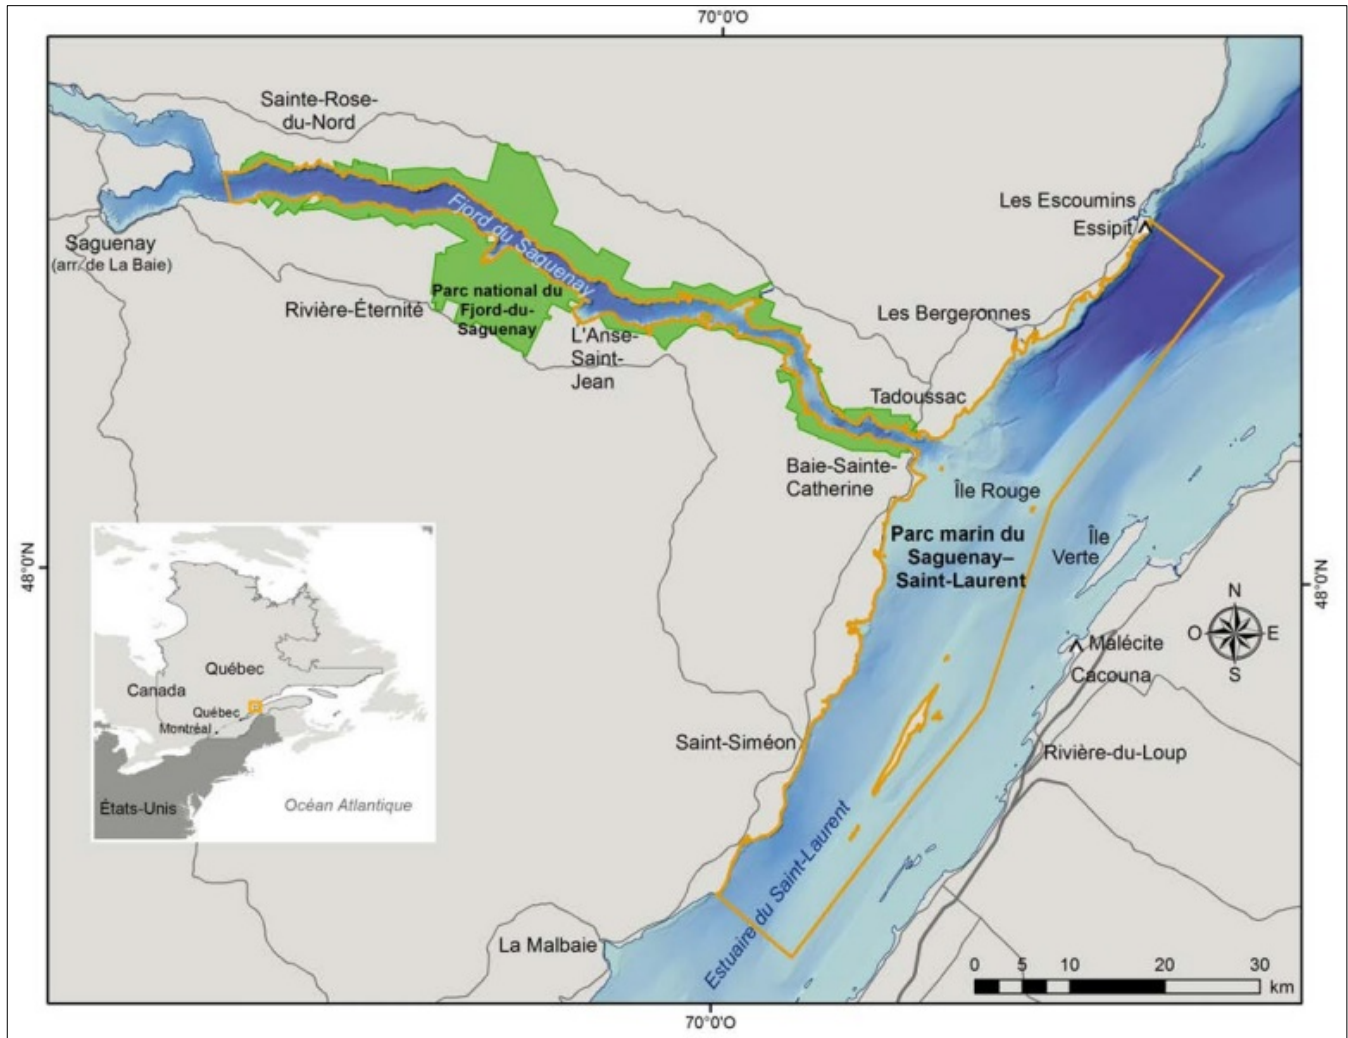 70°0'O
Sainte-Rose-
du-Nord
Les Escoumins
Essipit
Fjord du Saguenay
Saguenay
(arr. de La Baie)
Parc national du
Fjord-du-
Saguenay
Rivière-Éternité
Les Bergeronnes
L'Anse-
Saint-
Jean
Tadoussac
Baie-Sainte-
Catherine
Île Rouge
Parc marin du
Saguenay–
Saint-Laurent
Île
Verte
48°0'N
48°0'N
N
O
E
S
Malécite
Cacouna
Québec
Canada
Québec
Montréal
États-Unis
Océan Atlantique
Saint-Siméon
Rivière-du-Loup
Estuaire du Saint-Laurent
La Malbaie
0 5 10 20 30
km
70°0'O